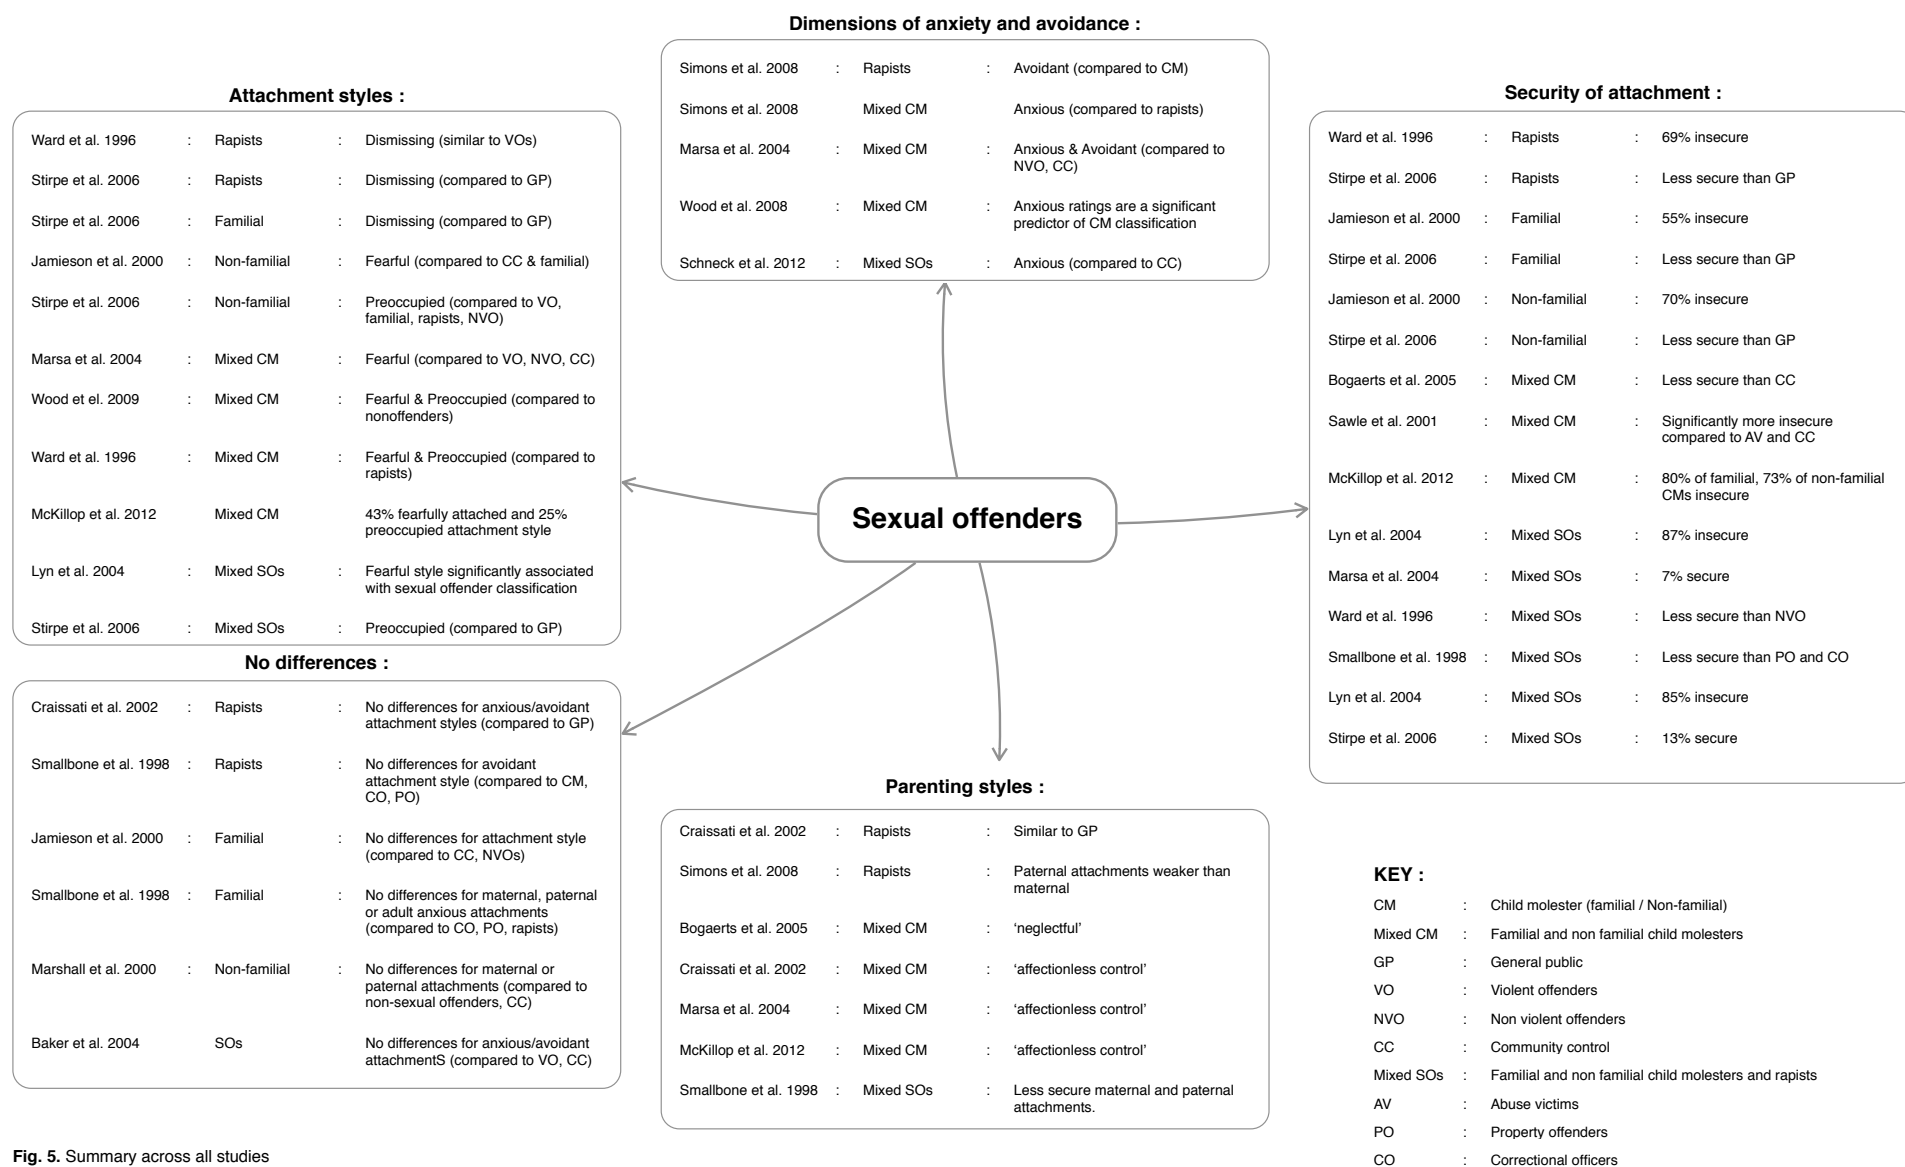 Dimensions of anxiety and avoidance :
Simons et al. 2008 : Rapists : Avoidant (compared to CM)
Simons et al. 2008 Mixed CM Anxious (compared to rapists)
Marsa et al. 2004 : Mixed CM : Anxious & Avoidant (compared to
NVO, CC)
Wood et al. 2008 : Mixed CM : Anxious ratings are a significant
predictor of CM classification
Schneck et al. 2012 : Mixed SOs : Anxious (compared to CC)
Attachment styles :
Ward et al. 1996 : Rapists : Dismissing (similar to VOs)
Stirpe et al. 2006 : Rapists : Dismissing (compared to GP)
Stirpe et al. 2006 : Familial : Dismissing (compared to GP)
Jamieson et al. 2000 : Non-familial : Fearful (compared to CC & familial)
Stirpe et al. 2006 : Non-familial : Preoccupied (compared to VO,
familial, rapists, NVO)
Marsa et al. 2004 : Mixed CM : Fearful (compared to VO, NVO, CC)
Wood et el. 2009 : Mixed CM : Fearful & Preoccupied (compared to
nonoffenders)
Ward et al. 1996 : Mixed CM : Fearful & Preoccupied (compared to
rapists)
McKillop et al. 2012 Mixed CM 43% fearfully attached and 25%
preoccupied attachment style
Lyn et al. 2004 : Mixed SOs : Fearful style significantly associated
with sexual offender classification
Stirpe et al. 2006 : Mixed SOs : Preoccupied (compared to GP)
Security of attachment :
Ward et al. 1996 : Rapists : 69% insecure
Stirpe et al. 2006 : Rapists : Less secure than GP
Jamieson et al. 2000 : Familial : 55% insecure
Stirpe et al. 2006 : Familial : Less secure than GP
Jamieson et al. 2000 : Non-familial : 70% insecure
Stirpe et al. 2006 : Non-familial : Less secure than GP
Bogaerts et al. 2005 : Mixed CM : Less secure than CC
Sawle et al. 2001 : Mixed CM : Significantly more insecure
compared to AV and CC
McKillop et al. 2012 : Mixed CM : 80% of familial, 73% of non-familial
CMs insecure
Lyn et al. 2004 : Mixed SOs : 87% insecure
Marsa et al. 2004 : Mixed SOs : 7% secure
Ward et al. 1996 : Mixed SOs : Less secure than NVO
Smallbone et al. 1998 : Mixed SOs : Less secure than PO and CO
Lyn et al. 2004 : Mixed SOs : 85% insecure
Stirpe et al. 2006 : Mixed SOs : 13% secure
Sexual offenders
No differences :
Craissati et al. 2002 : Rapists : No differences for anxious/avoidant
attachment styles (compared to GP)
Smallbone et al. 1998 : Rapists : No differences for avoidant
attachment style (compared to CM,
CO, PO)
Jamieson et al. 2000 : Familial : No differences for attachment style
(compared to CC, NVOs)
Smallbone et al. 1998 : Familial : No differences for maternal, paternal
or adult anxious attachments
(compared to CO, PO, rapists)
Marshall et al. 2000 : Non-familial : No differences for maternal or
paternal attachments (compared to
non-sexual offenders, CC)
Baker et al. 2004 SOs No differences for anxious/avoidant
attachmentS (compared to VO, CC)
Parenting styles :
Craissati et al. 2002 : Rapists : Similar to GP
Simons et al. 2008 : Rapists : Paternal attachments weaker than
maternal
Bogaerts et al. 2005 : Mixed CM : ‘neglectful’
Craissati et al. 2002 : Mixed CM : ‘affectionless control’
Marsa et al. 2004 : Mixed CM : ‘affectionless control’
McKillop et al. 2012 : Mixed CM : ‘affectionless control’
Smallbone et al. 1998 : Mixed SOs : Less secure maternal and paternal
attachments.
KEY :
CM : Child molester (familial / Non-familial)
Mixed CM : Familial and non familial child molesters
GP : General public
VO : Violent offenders
NVO : Non violent offenders
CC : Community control
Mixed SOs : Familial and non familial child molesters and rapists
AV : Abuse victims
PO : Property offenders
CO : Correctional officers
Fig. 5. Summary across all studies